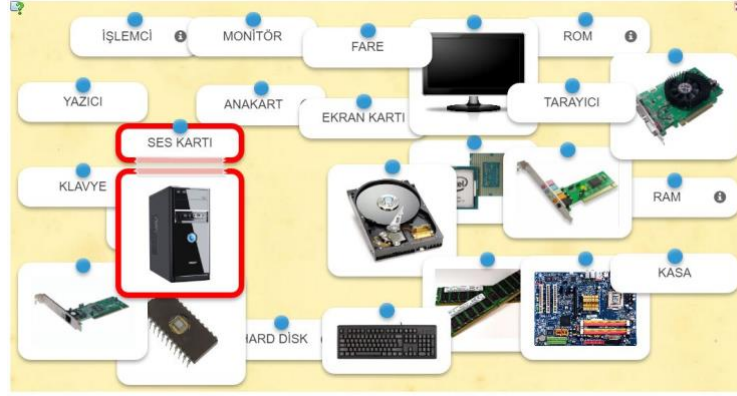 İŞLEMCİ
MONİTÖR
FARE
ROM
YAZICI
ANAKART
EKRAN KARTI
TARAYICI
SES KARTI
KLAVYE
RAM
KASA
HARD DİSK